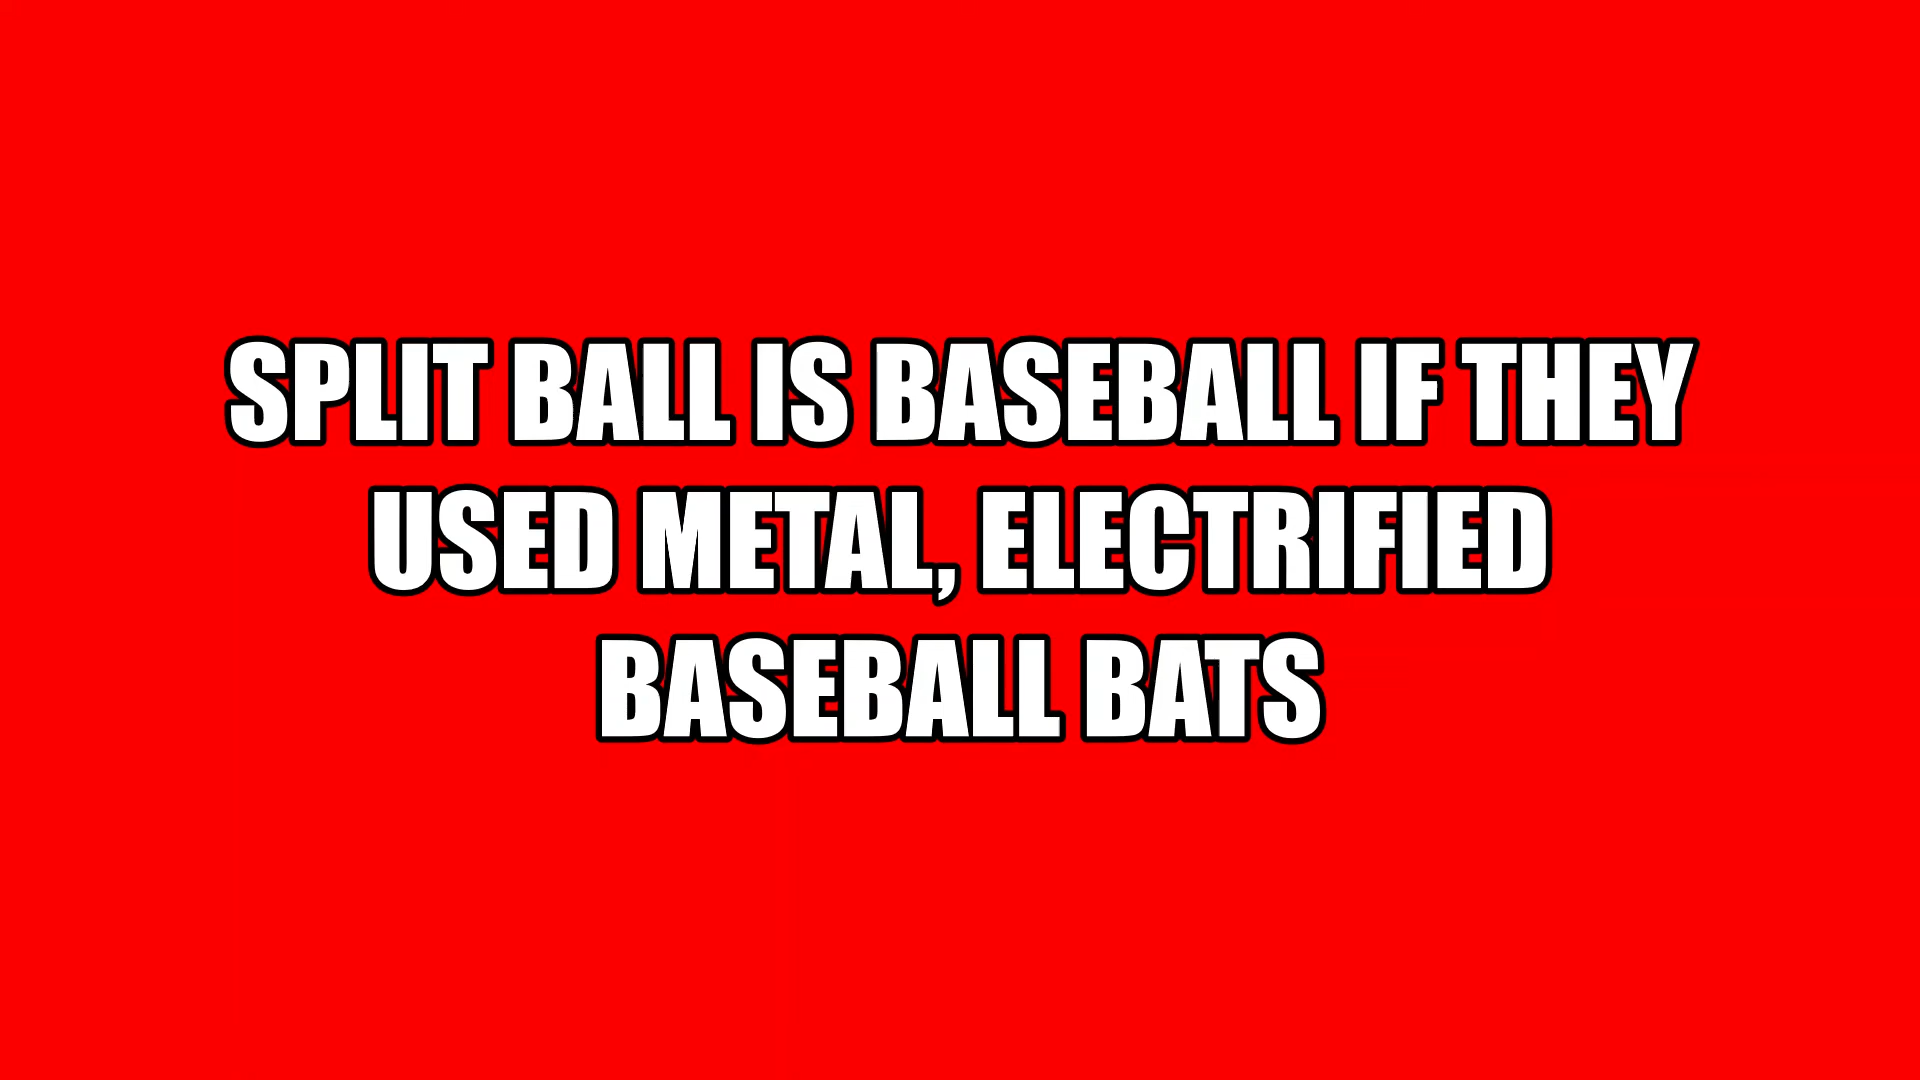 SPLIT BALL IS BASEBALL IF THEY
USED METAL, ELECTRIFIED
BASEBALL BATS